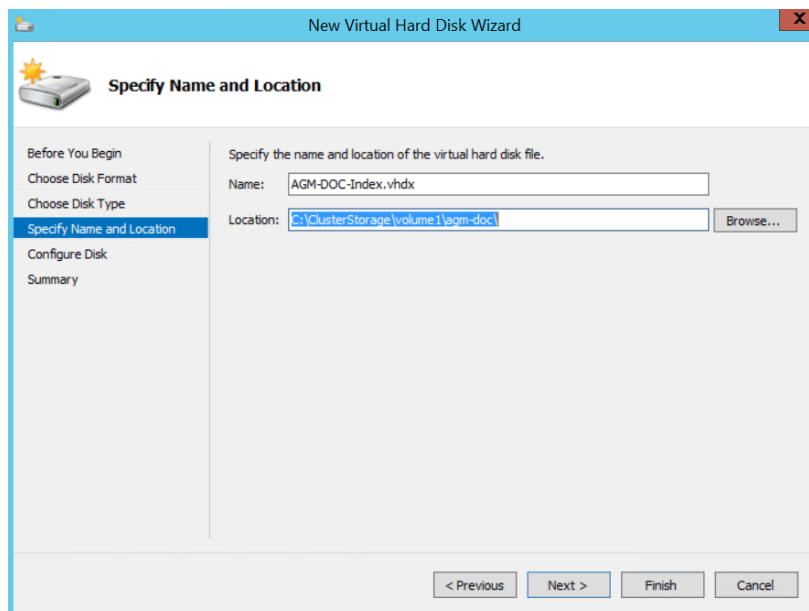 New Virtual Hard Disk Wizard
X
Specify Name and Location
Before You Begin
Choose Disk Format
Choose Disk Type
Specify Name and Location
Configure Disk
Summary
Specify the name and location of the virtual hard disk file.
Name: AGM-DOC-Index.vhdx
Location: C:\ClusterStorage\volume1\agm-doc\ Browse...
< Previous Next > Finish Cancel